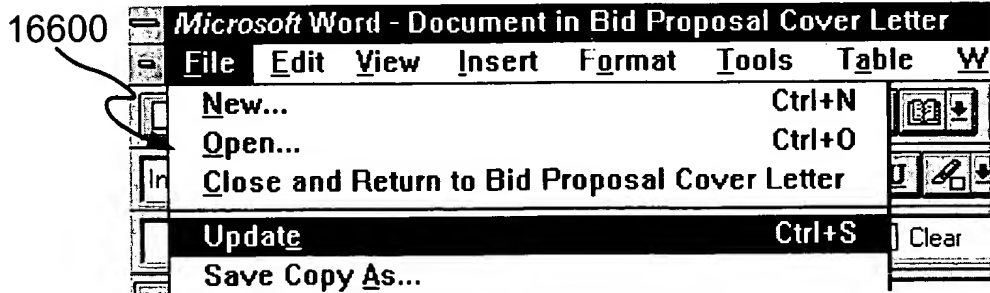 16600
Microsoft Word - Document in Bid Proposal Cover Letter
File Edit View Insert Format Tools Table W
New... Ctrl+N
Open... Ctrl+O
In
Close and Return to Bid Proposal Cover Letter U
Update Ctrl+S Clear
Save Copy As...